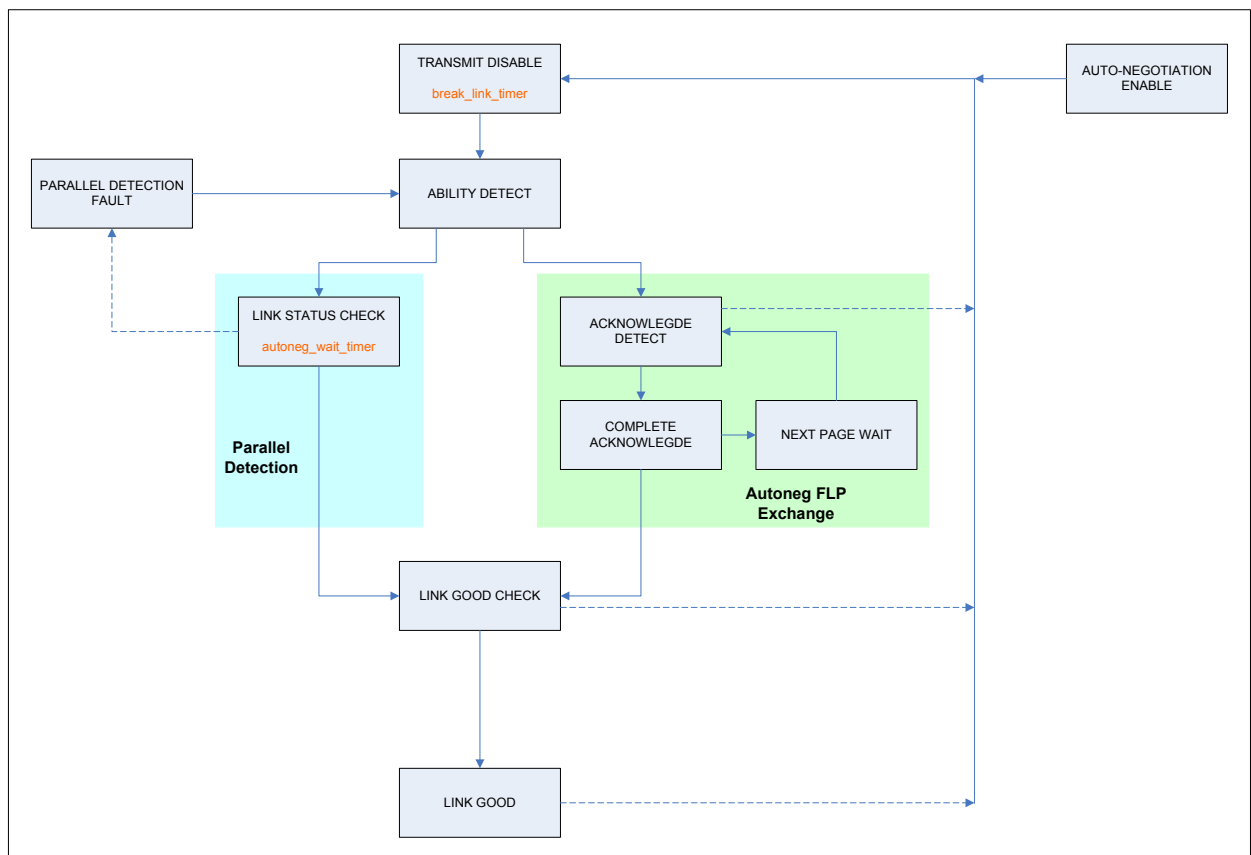 TRANSMIT DISABLE
break_link_timer
AUTO-NEGOTIATION
ENABLE
PARALLEL DETECTION
FAULT
ABILITY DETECT
LINK STATUS CHECK
autoneg_wait_timer
ACKNOWLEGDE
DETECT
COMPLETE
ACKNOWLEGDE
NEXT PAGE WAIT
Parallel
Detection
Autoneg FLP
Exchange
LINK GOOD CHECK
LINK GOOD